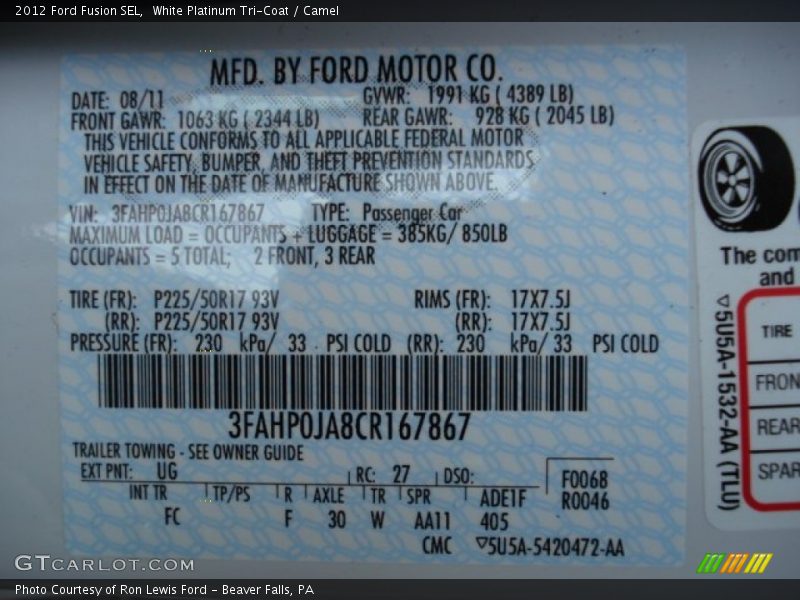 2012 Ford Fusion SEL,  White Platinum Tri-Coat / Camel
MFD. BY FORD MOTOR CO.
DATE: 08/11 GVWR: 1991 KG ( 4389 LB)
FRONT GAWR: 1063 KG ( 2344 LB) REAR GAWR: 928 KG ( 2045 LB)
THIS VEHICLE CONFORMS TO ALL APPLICABLE FEDERAL MOTOR
VEHICLE SAFETY, BUMPER, AND THEFT PREVENTION STANDARDS
IN EFFECT ON THE DATE OF MANUFACTURE SHOWN ABOVE.
VIN: 3FAHP0JA8CR167867 TYPE: Passenger Car
MAXIMUM LOAD = OCCUPANTS + LUGGAGE = 385KG/ 850LB
OCCUPANTS = 5 TOTAL; 2 FRONT, 3 REAR
TIRE (FR): P225/50R17 93V RIMS (FR): 17X7.5J
(RR): P225/50R17 93V (RR): 17X7.5J
PRESSURE (FR): 230 kPa/ 33 PSI COLD (RR): 230 kPa/ 33 PSI COLD
3FAHP0JA8CR167867
TRAILER TOWING - SEE OWNER GUIDE
EXT PNT: UG RC: 27 DSO: F0068
R0046
INT TR TP/PS R AXLE TR SPR ADE1F
FC F 30 W AA11 405
CMC ▽5U5A-5420472-AA
The com
and
▽5U5A-1532-AA (TLU)
TIRE
FRON
REAR
SPAR
GTCARLOT.COM
Photo Courtesy of Ron Lewis Ford - Beaver Falls, PA